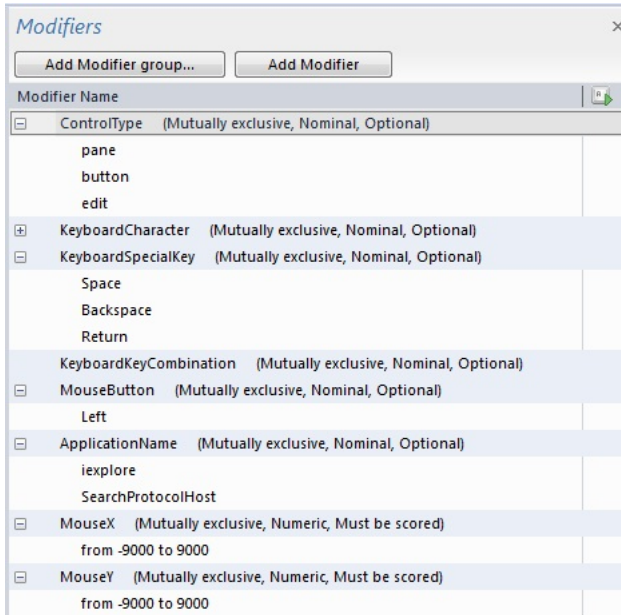 Modifiers
Add Modifier group... Add Modifier
Modifier Name
ControlType (Mutually exclusive, Nominal, Optional)
pane
button
edit
KeyboardCharacter (Mutually exclusive, Nominal, Optional)
KeyboardSpecialKey (Mutually exclusive, Nominal, Optional)
Space
Backspace
Return
KeyboardKeyCombination (Mutually exclusive, Nominal, Optional)
MouseButton (Mutually exclusive, Nominal, Optional)
Left
ApplicationName (Mutually exclusive, Nominal, Optional)
iexplore
SearchProtocolHost
MouseX (Mutually exclusive, Numeric, Must be scored)
from -9000 to 9000
MouseY (Mutually exclusive, Numeric, Must be scored)
from -9000 to 9000